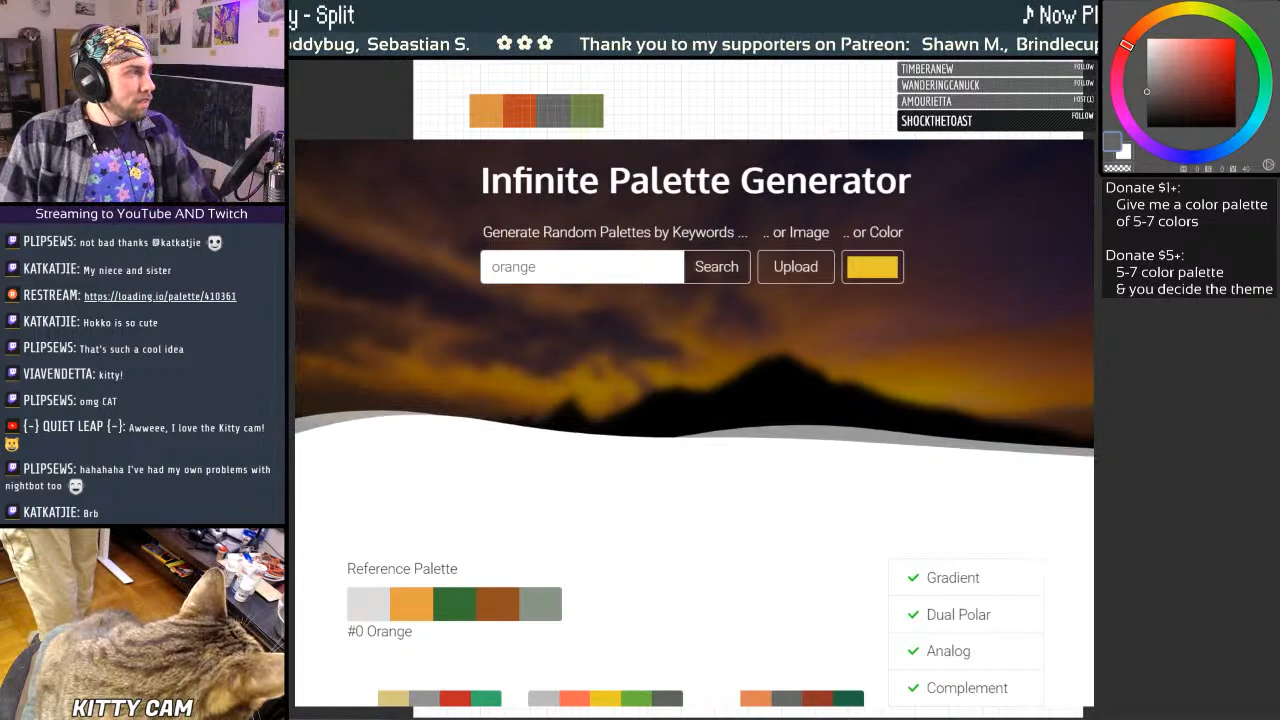 y - Split
♪ Now Pl
oddybug, Sebastian S. ✿✿✿ Thank you to my supporters on Patreon: Shawn M., Brindlecup
TIMBERANEW FOLLOW
WANDERINGCANUCK FOLLOW
AMOURIETTA HOST(1)
SHOCKTHETOAST FOLLOW
Streaming to YouTube AND Twitch
PLIPSEWS: not bad thanks @katkatjie
KATKATJIE: My niece and sister
RESTREAM: https://loading.io/palette/410361
KATKATJIE: Hokko is so cute
PLIPSEWS: That's such a cool idea
VIAVENDETTA: kitty!
PLIPSEWS: omg CAT
{-} QUIET LEAP {-}: Awweee, I love the Kitty cam!
PLIPSEWS: hahahaha I've had my own problems with
nightbot too
KATKATJIE: Brb
KITTY CAM
Infinite Palette Generator
Generate Random Palettes by Keywords ... .. or Image .. or Color
orange Search Upload
Reference Palette
#0 Orange
Gradient
Dual Polar
Analog
Complement
Donate $1+:
Give me a color palette
of 5-7 colors
Donate $5+:
5-7 color palette
& you decide the theme